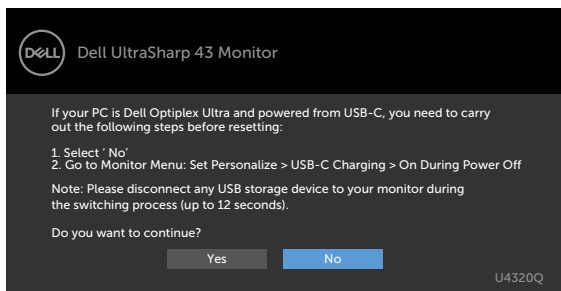 DELL
Dell UltraSharp 43 Monitor
If your PC is Dell Optiplex Ultra and powered from USB-C, you need to carry
out the following steps before resetting:
1. Select ‘ No’
2. Go to Monitor Menu: Set Personalize > USB-C Charging > On During Power Off
Note: Please disconnect any USB storage device to your monitor during
the switching process (up to 12 seconds).
Do you want to continue?
Yes No
U4320Q